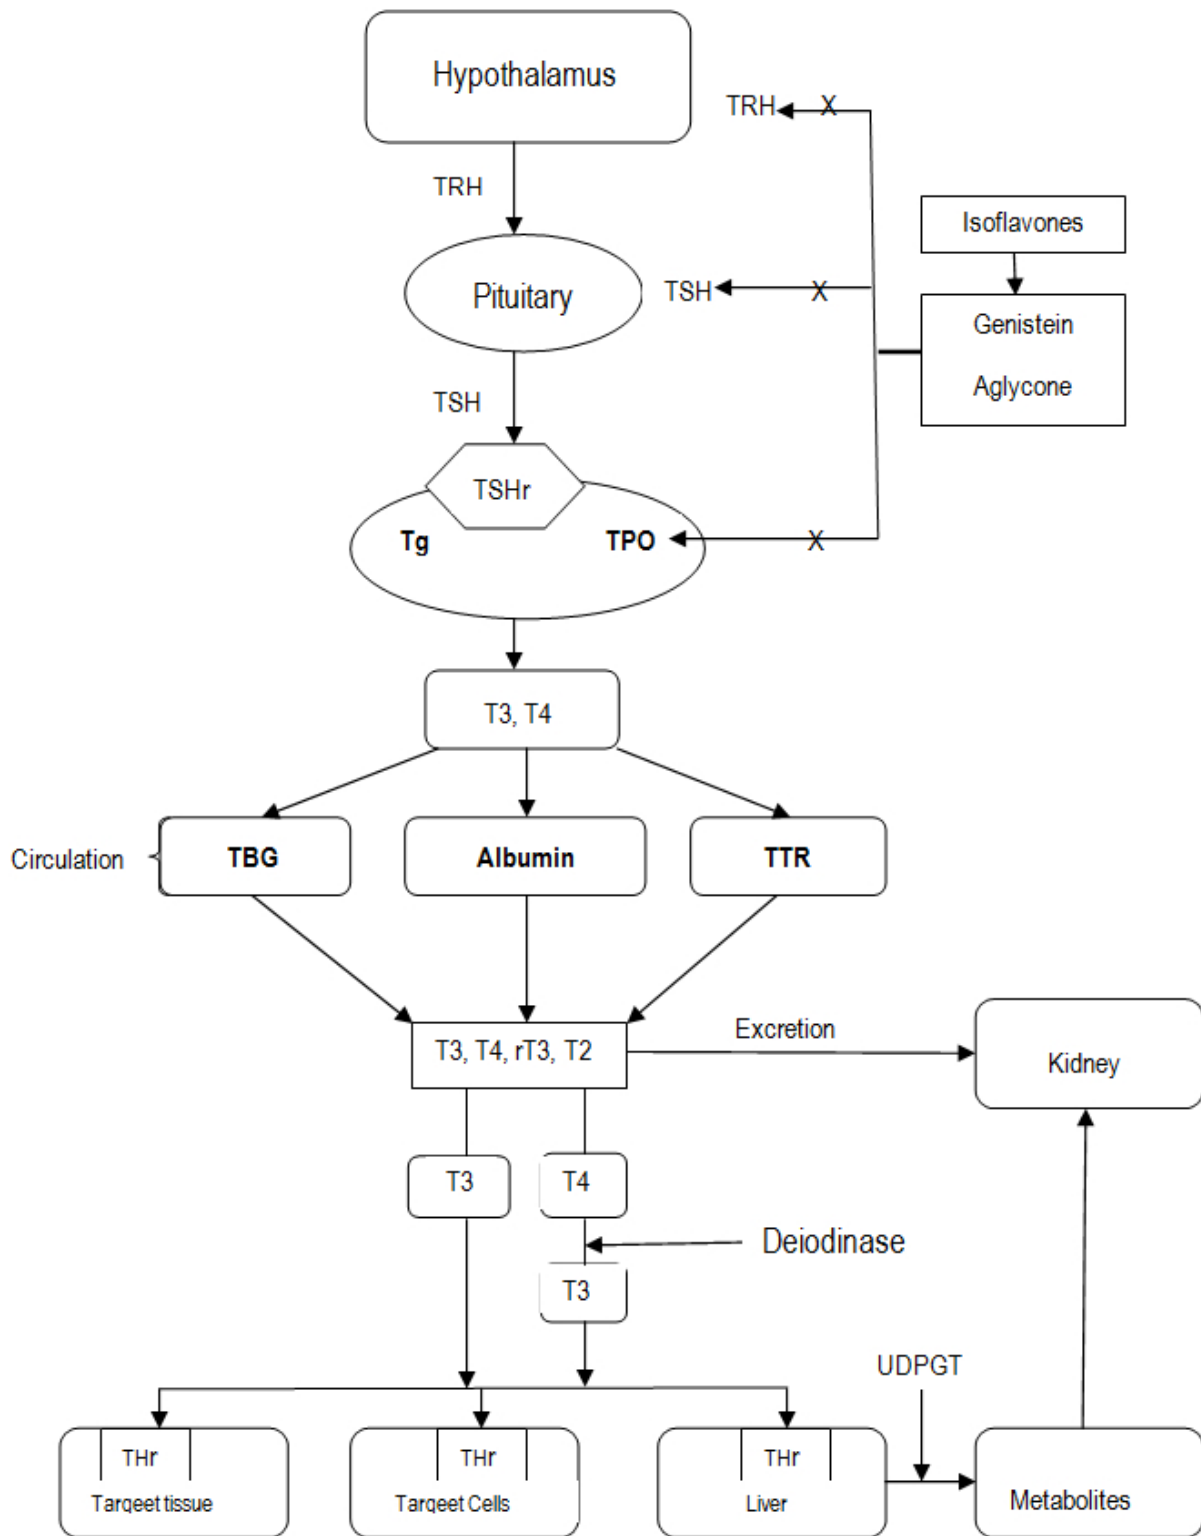 Hypothalamus
TRH
X
TRH
Isoflavones
Pituitary
TSH
X
Genistein
Aglycone
TSH
TSHr
Tg
TPO
X
T3, T4
Circulation
TBG
Albumin
TTR
T3, T4, rT3, T2
Excretion
Kidney
T3
T4
Deiodinase
T3
UDPGT
THr
THr
THr
Targeet tissue
Targeet Cells
Liver
Metabolites